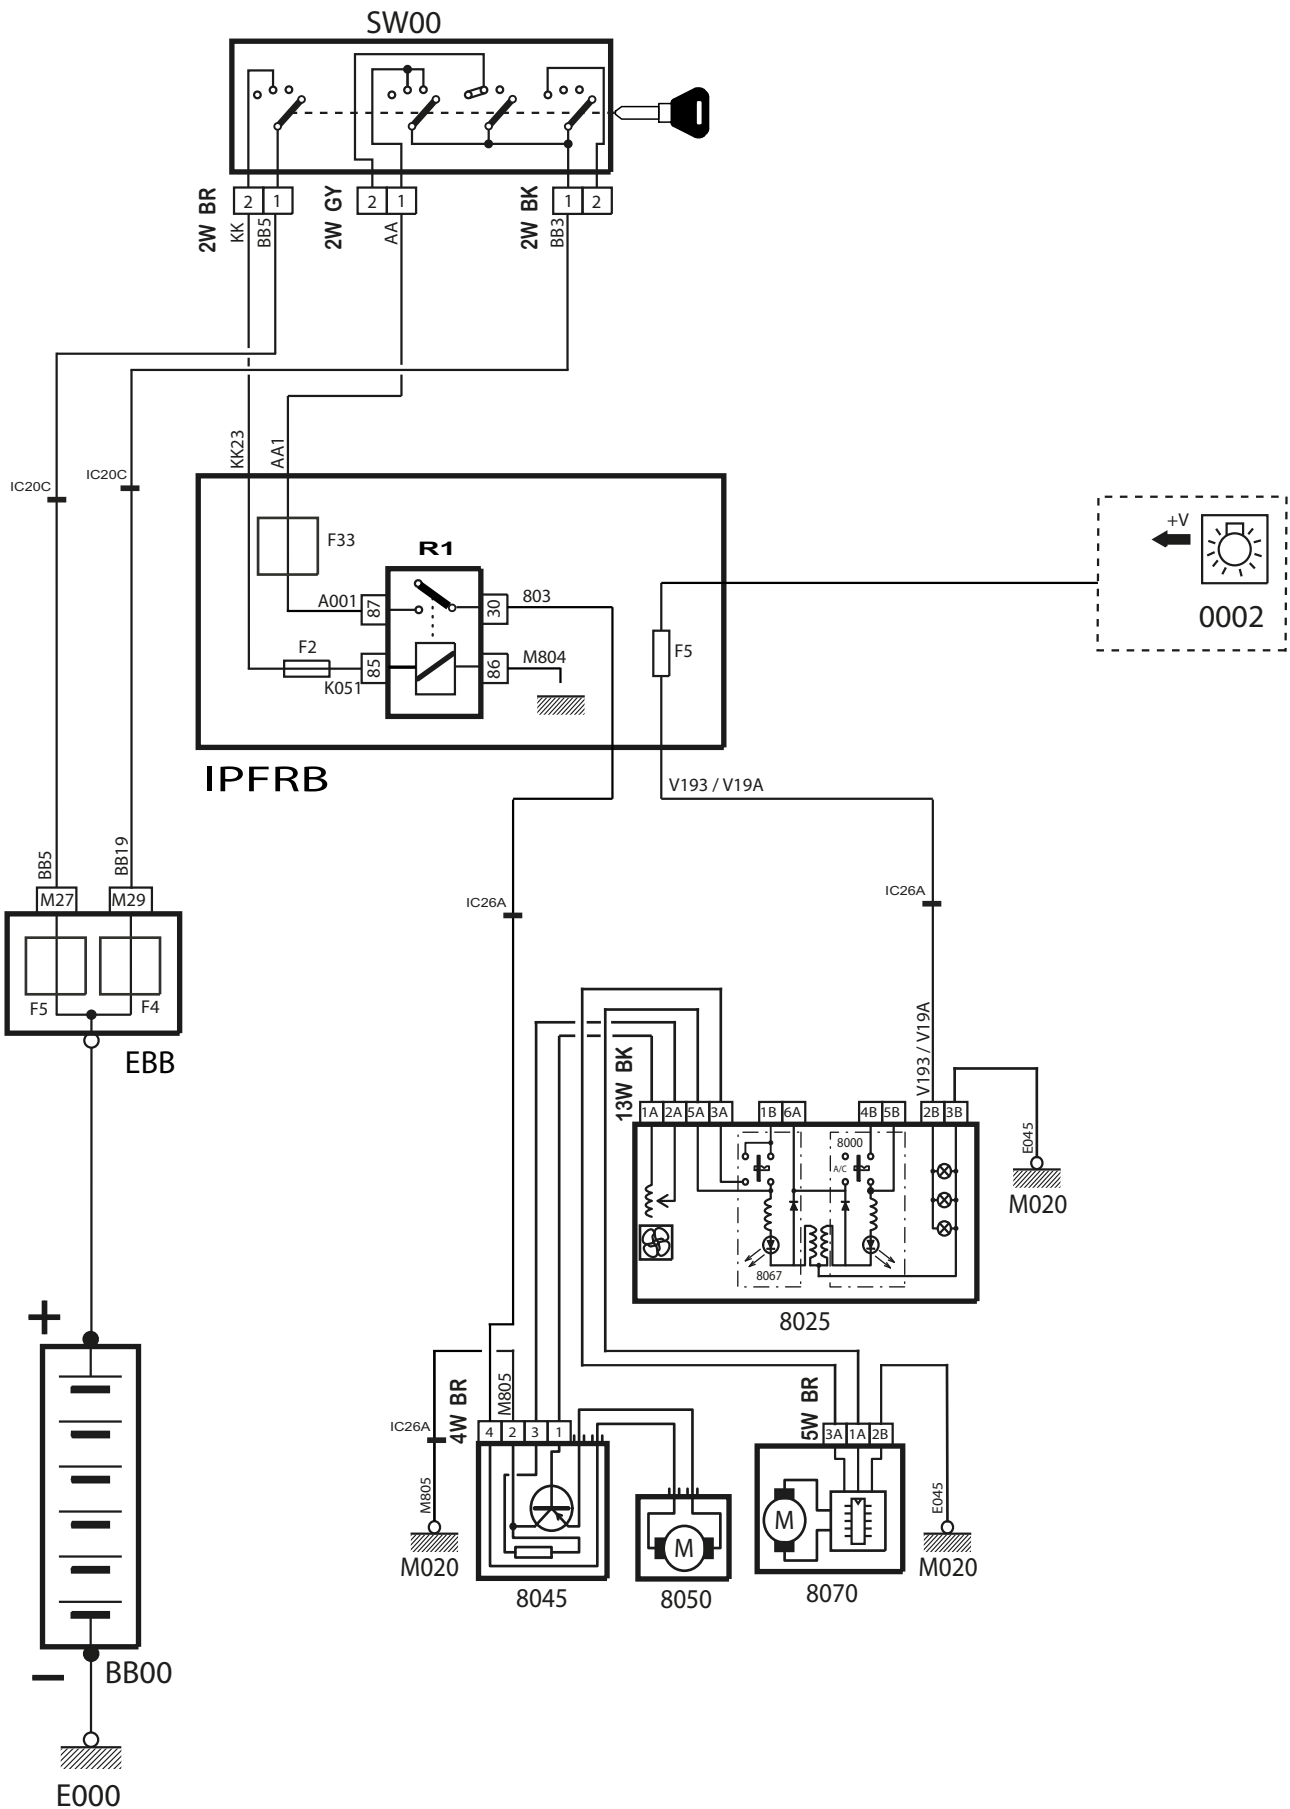 SW00
2W BR
2
1
KK
BB5
2W GY
2
1
AA
2W BK
1
2
BB3
KK23
AA1
IC20C
IC20C
F33
R1
A001
87
30
803
F2
K051
85
86
M804
F5
IPFRB
+V
0002
V193 / V19A
BB5
BB19
M27
M29
F5
F4
EBB
IC26A
IC26A
V193 / V19A
13W BK
1A
2A
5A
3A
1B
6A
4B
5B
2B
3B
E045
M020
8000
A/C
8067
8025
+
–
BB00
E000
4W BR
M805
IC26A
4
2
3
1
M805
M020
8045
M
8050
5W BR
3A
1A
2B
M
8070
E045
M020